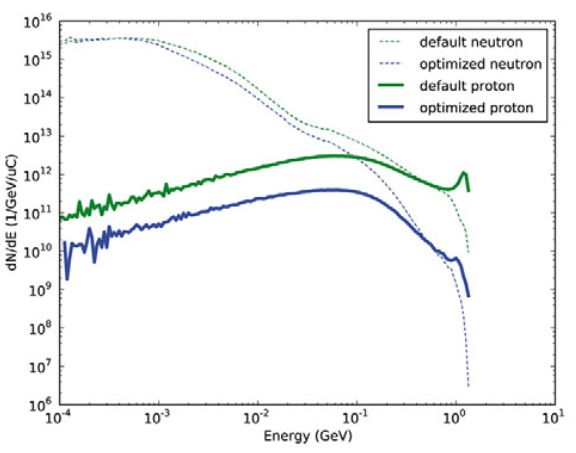 10^16
10^15
10^14
10^13
10^12
10^11
10^10
10^9
10^8
10^7
10^6
dN/dE (1/GeV/uC)
default neutron
optimized neutron
default proton
optimized proton
10^-4 10^-3 10^-2 10^-1 10^0 10^1
Energy (GeV)